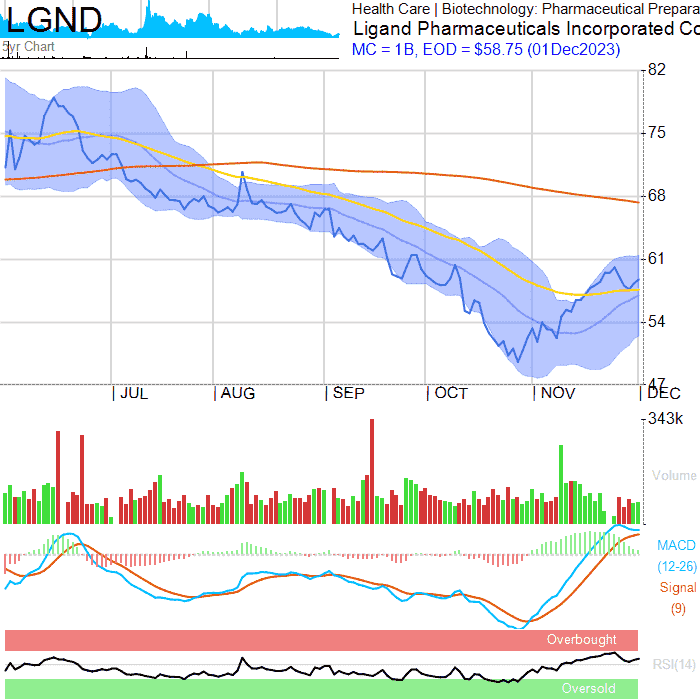 LGND
5yr Chart
Health Care | Biotechnology: Pharmaceutical Prepara
Ligand Pharmaceuticals Incorporated Co
MC = 1B, EOD = $58.75 (01Dec2023)
82
75
68
61
54
47
JUL AUG SEP OCT NOV DEC
343k
Volume
MACD
(12-26)
Signal
(9)
Overbought
RSI(14)
Oversold